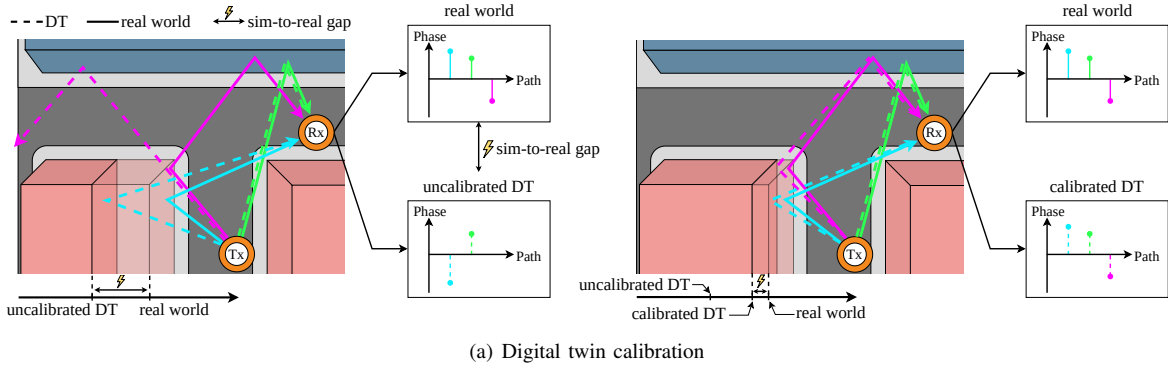 DT
real world
sim-to-real gap
real world
Phase
Path
Rx
Tx
sim-to-real gap
uncalibrated DT
Phase
Path
uncalibrated DT
real world
real world
Phase
Path
Rx
Tx
calibrated DT
Phase
Path
uncalibrated DT
calibrated DT
real world
(a) Digital twin calibration